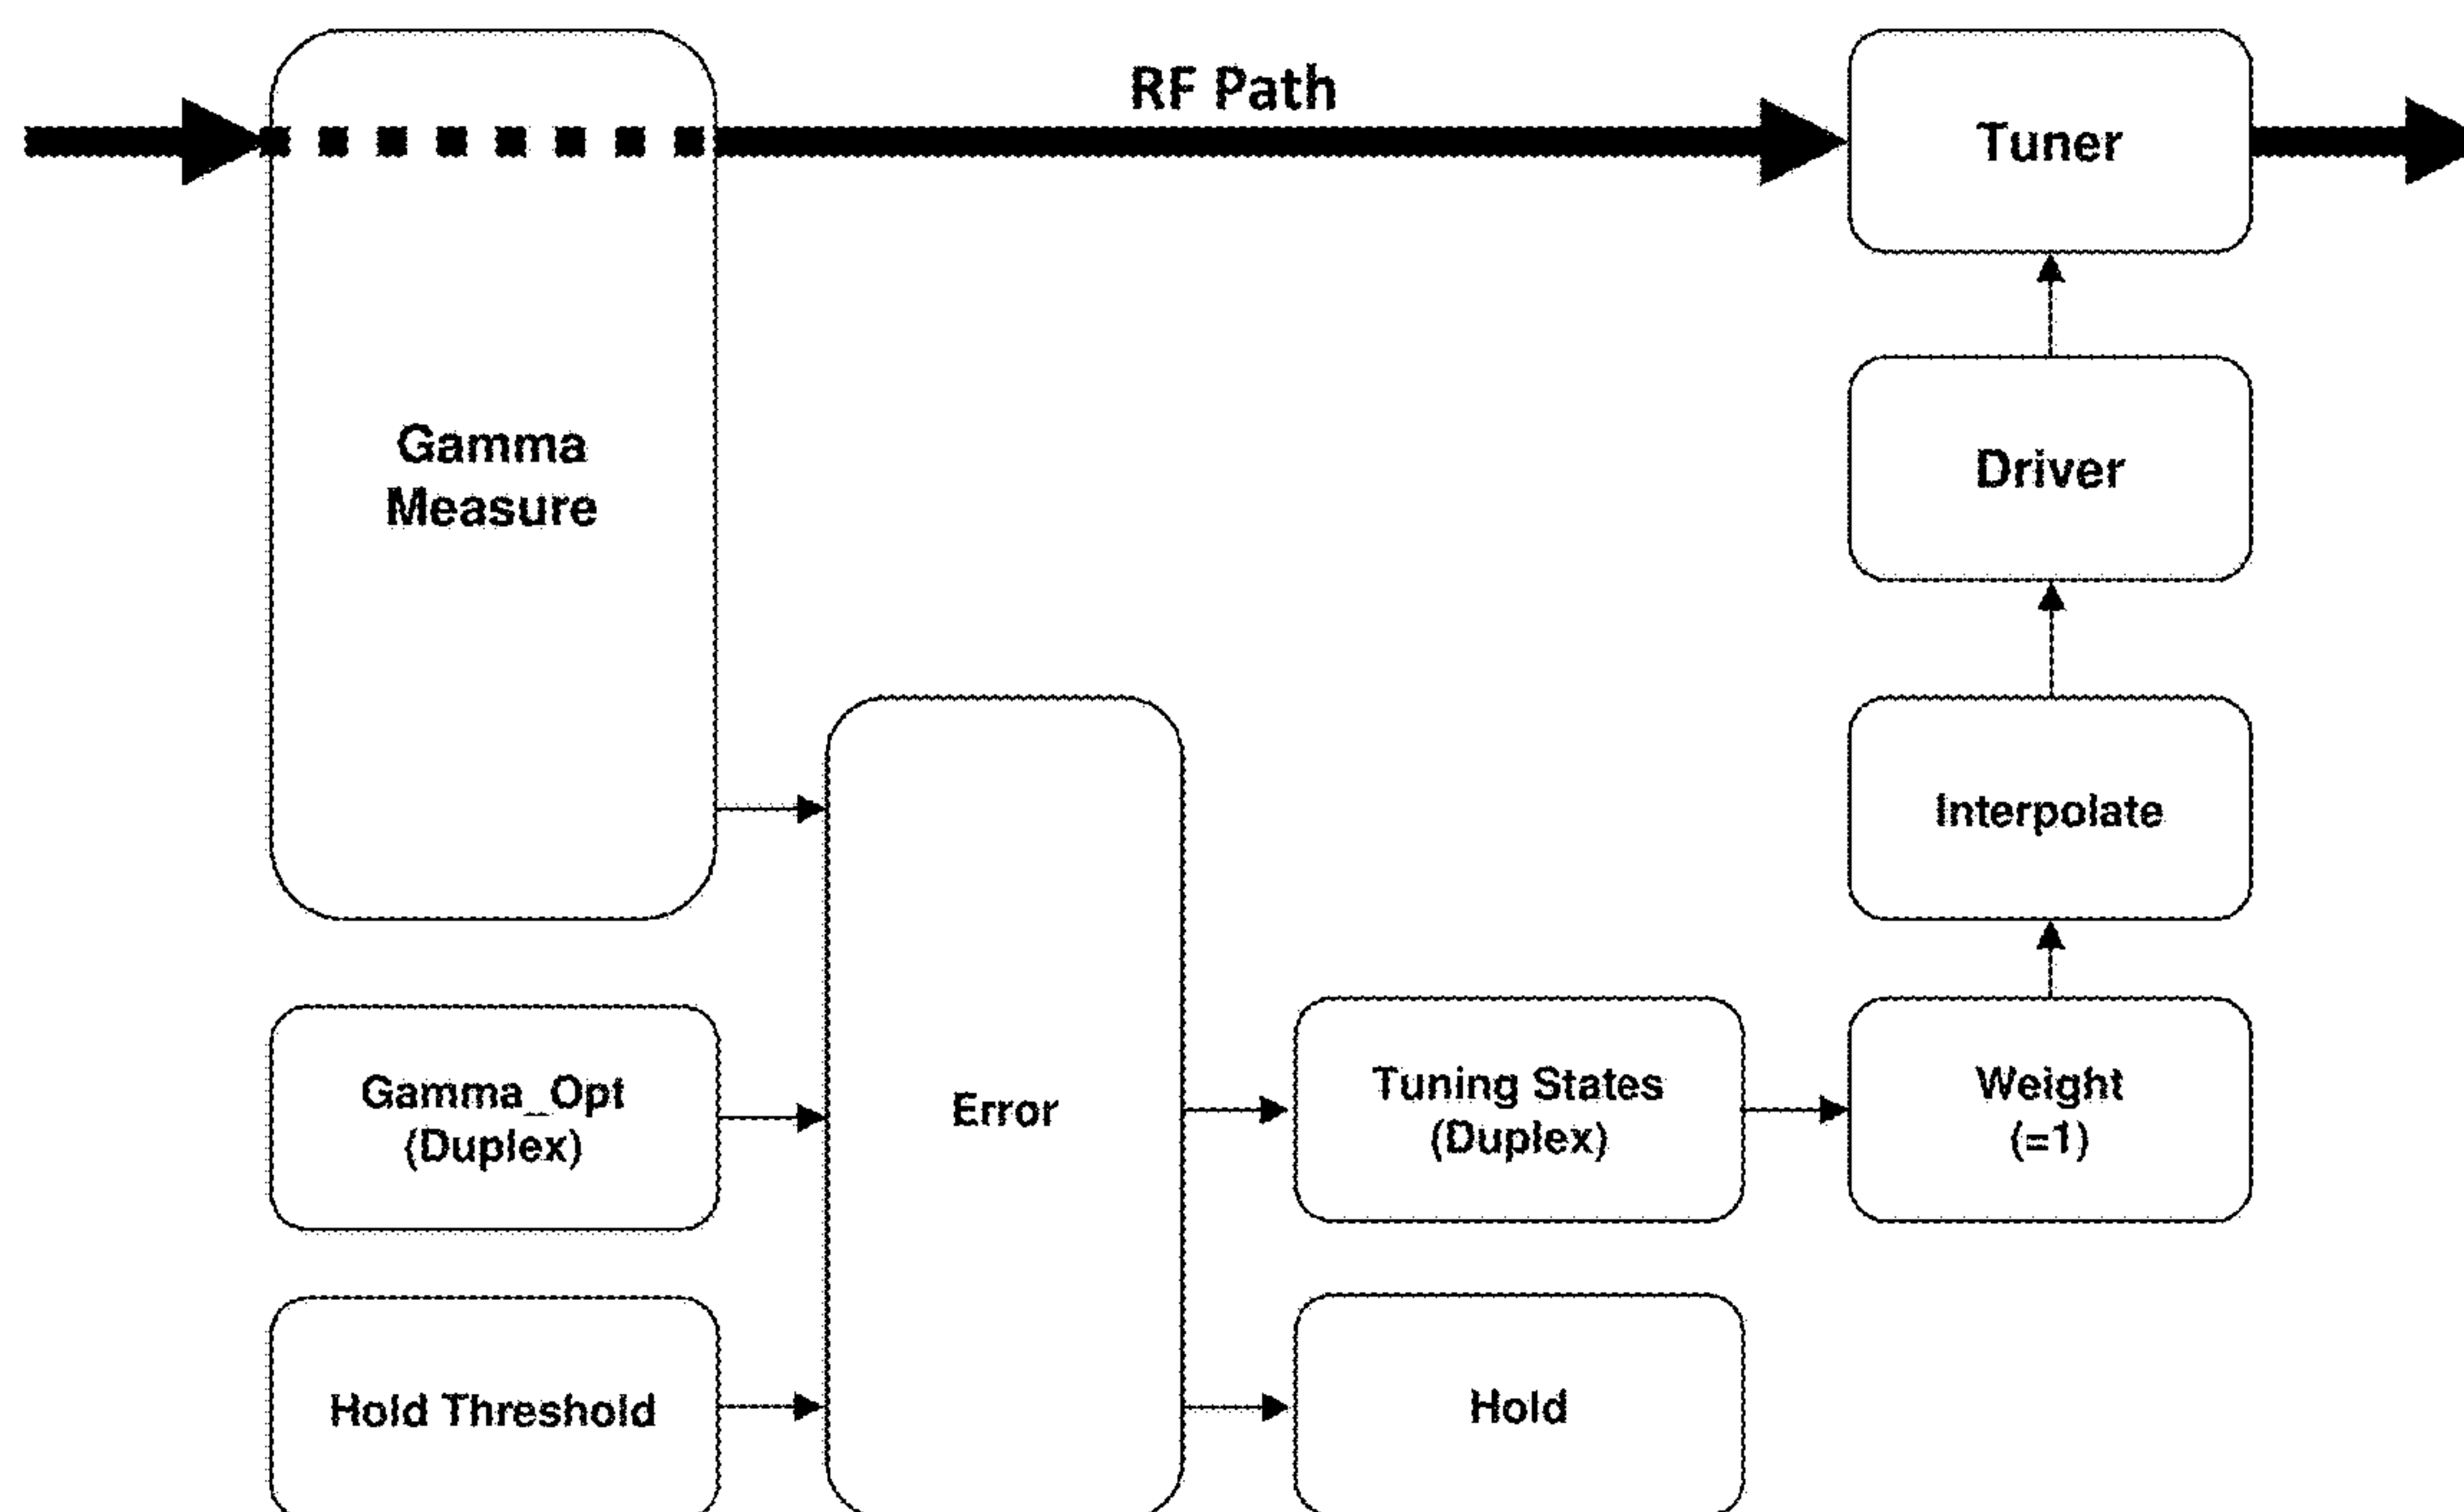 RF Path
Tuner
Gamma
Measure
Driver
Interpolate
Gamma_Opt
(Duplex)
Error
Tuning States
(Duplex)
Weight
(=1)
Hold Threshold
Hold